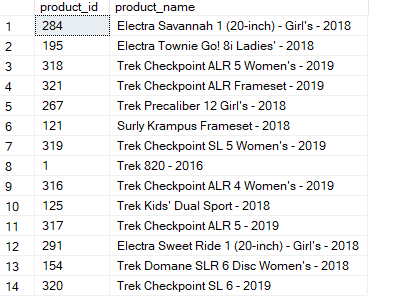 product_id product_name
1 284 Electra Savannah 1 (20-inch) - Girl's - 2018
2 195 Electra Townie Go! 8i Ladies' - 2018
3 318 Trek Checkpoint ALR 5 Women's - 2019
4 321 Trek Checkpoint ALR Frameset - 2019
5 267 Trek Precaliber 12 Girl's - 2018
6 121 Surly Krampus Frameset - 2018
7 319 Trek Checkpoint SL 5 Women's - 2019
8 1 Trek 820 - 2016
9 316 Trek Checkpoint ALR 4 Women's - 2019
10 125 Trek Kids' Dual Sport - 2018
11 317 Trek Checkpoint ALR 5 - 2019
12 291 Electra Sweet Ride 1 (20-inch) - Girl's - 2018
13 154 Trek Domane SLR 6 Disc Women's - 2018
14 320 Trek Checkpoint SL 6 - 2019